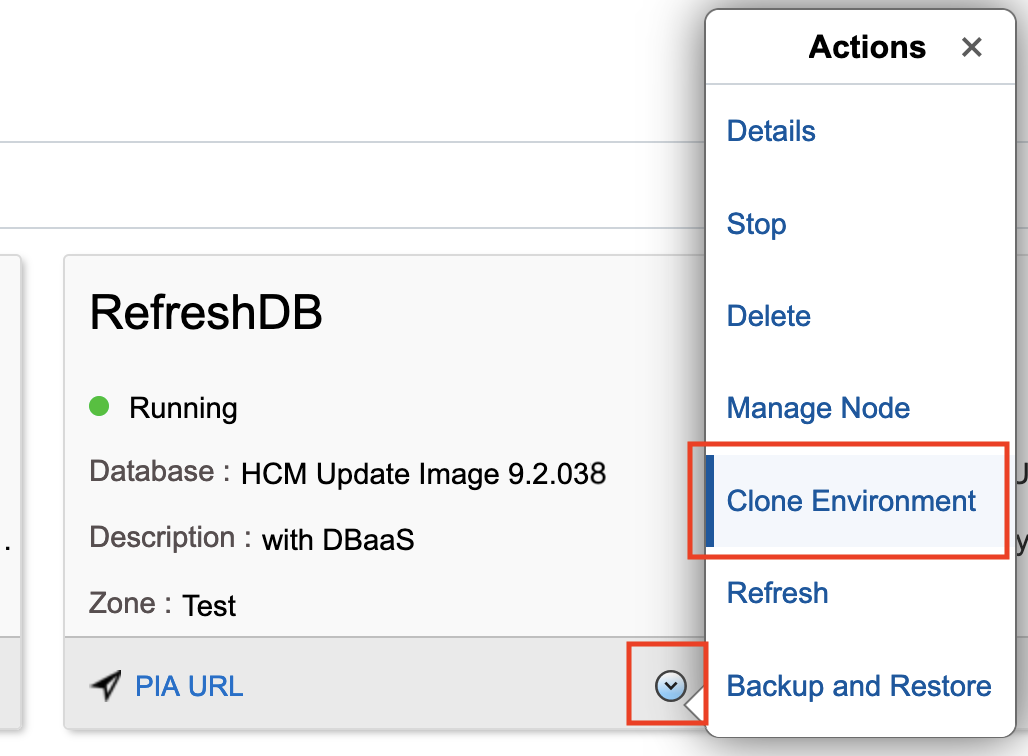 Actions
Details
Stop
Delete
Manage Node
Clone Environment
Refresh
Backup and Restore
RefreshDB
Running
Database : HCM Update Image 9.2.038
Description : with DBaaS
Zone : Test
PIA URL